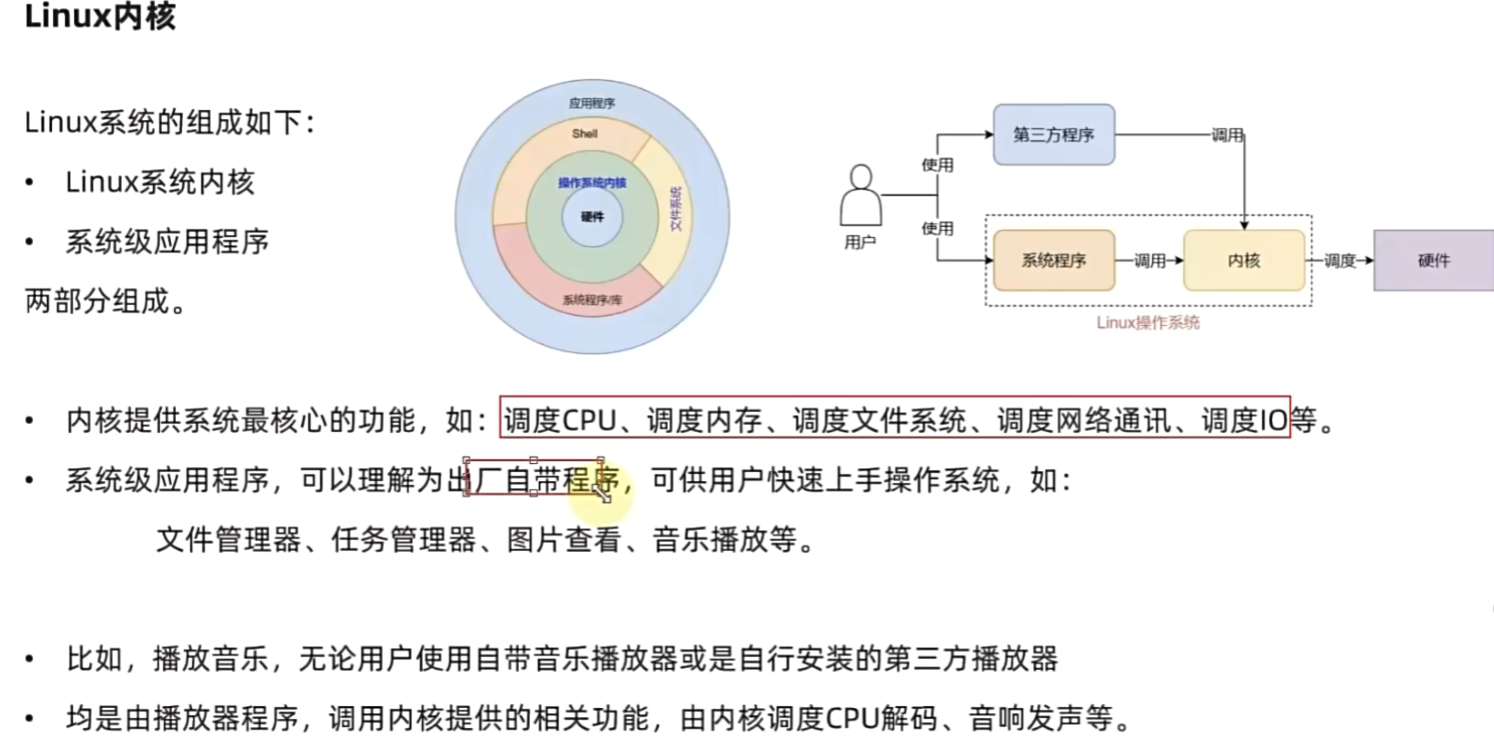 Linux内核
Linux系统的组成如下：
• Linux系统内核
• 系统级应用程序
两部分组成。
应用程序
Shell
操作系统内核
硬件
文件系统
系统程序/库
用户
使用
使用
第三方程序
调用
系统程序
调用
内核
调度
硬件
Linux操作系统
• 内核提供系统最核心的功能，如：调度CPU、调度内存、调度文件系统、调度网络通讯、调度IO等。
• 系统级应用程序，可以理解为出厂自带程序，可供用户快速上手操作系统，如：
文件管理器、任务管理器、图片查看、音乐播放等。
• 比如，播放音乐，无论用户使用自带音乐播放器或是自行安装的第三方播放器
• 均是由播放器程序，调用内核提供的相关功能，由内核调度CPU解码、音响发声等。